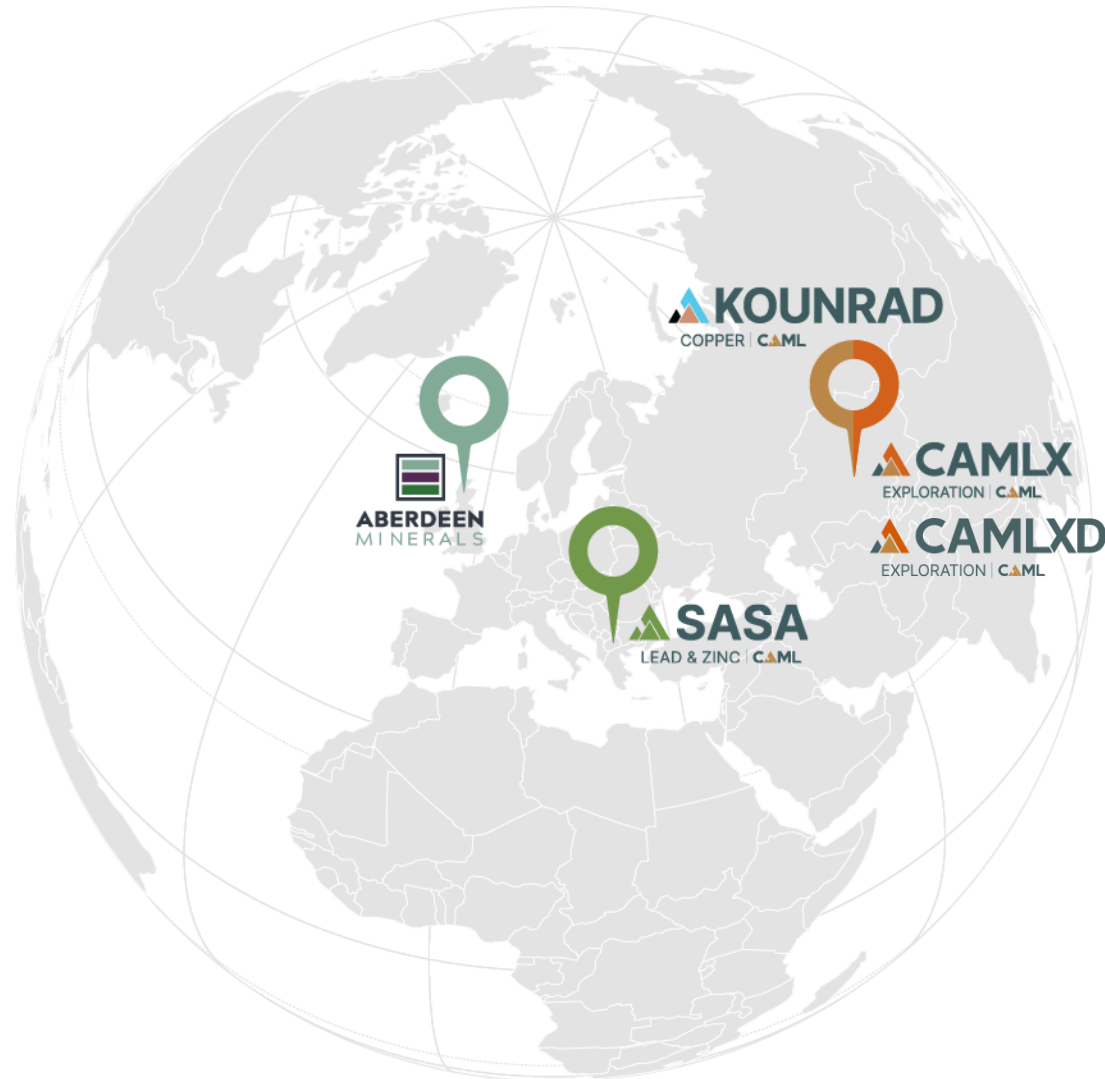 KOUNRAD
COPPER | CAML
CAMLX
EXPLORATION | CAML
ABERDEEN
MINERALS
CAMLXD
EXPLORATION | CAML
SASA
LEAD & ZINC | CAML